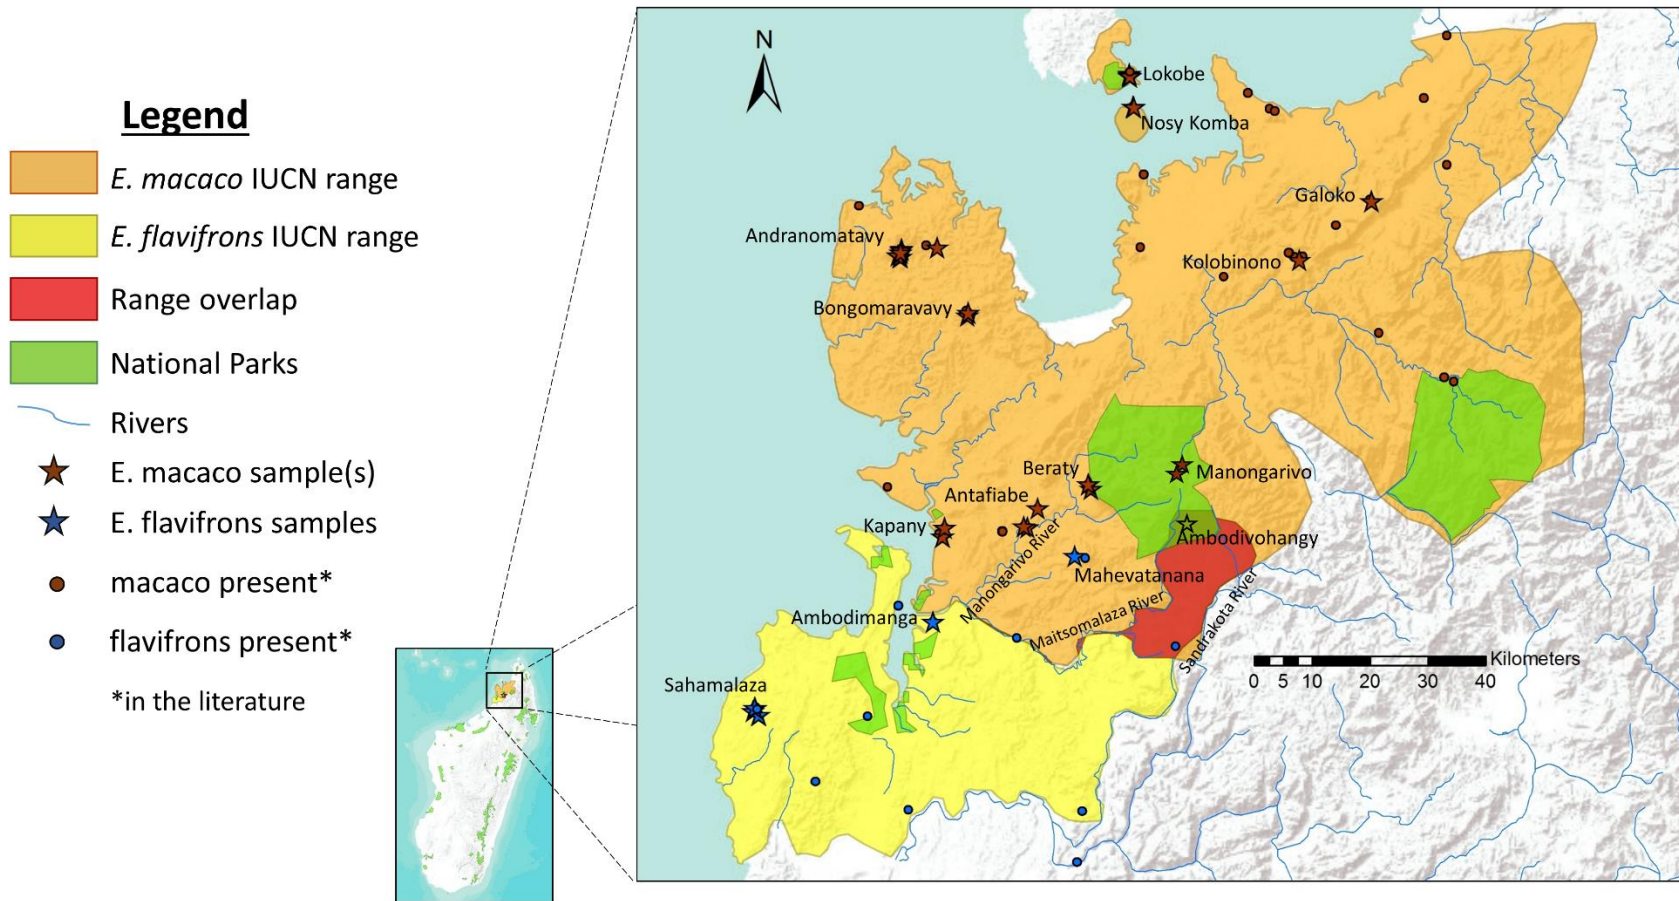 Legend
E. macaco IUCN range
E. flavifrons IUCN range
Range overlap
National Parks
Rivers
E. macaco sample(s)
E. flavifrons samples
macaco present*
flavifrons present*
*in the literature
N
Lokobe
Nosy Komba
Galoko
Andranomatavy
Kolobinono
Bongomaravavy
Beraty
Manongarivo
Antafiabe
Kapany
Ambodivohangy
Manongarivo River
Mahevatanana
Ambodimanga
Maitsomalaza River
Sandrakota River
Kilometers
0 5 10 20 30 40
Sahamalaza